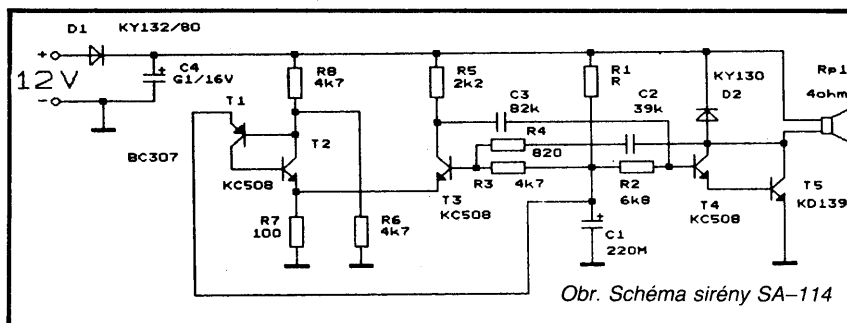 D1 KY132/80
+
12V
-
C4
G1/16V
+
T1
BC307
R8
4k7
T2
KC508
R7
100
R6
4k7
R5
2k2
C3
82k
R4
820
R3 4k7
T3
KC508
R1
R
C2
39k
R2
6k8
+
C1
220M
KY130
D2
T4
KC508
T5
KD139
Rp1
4ohm
Obr. Schéma sirény SA–114